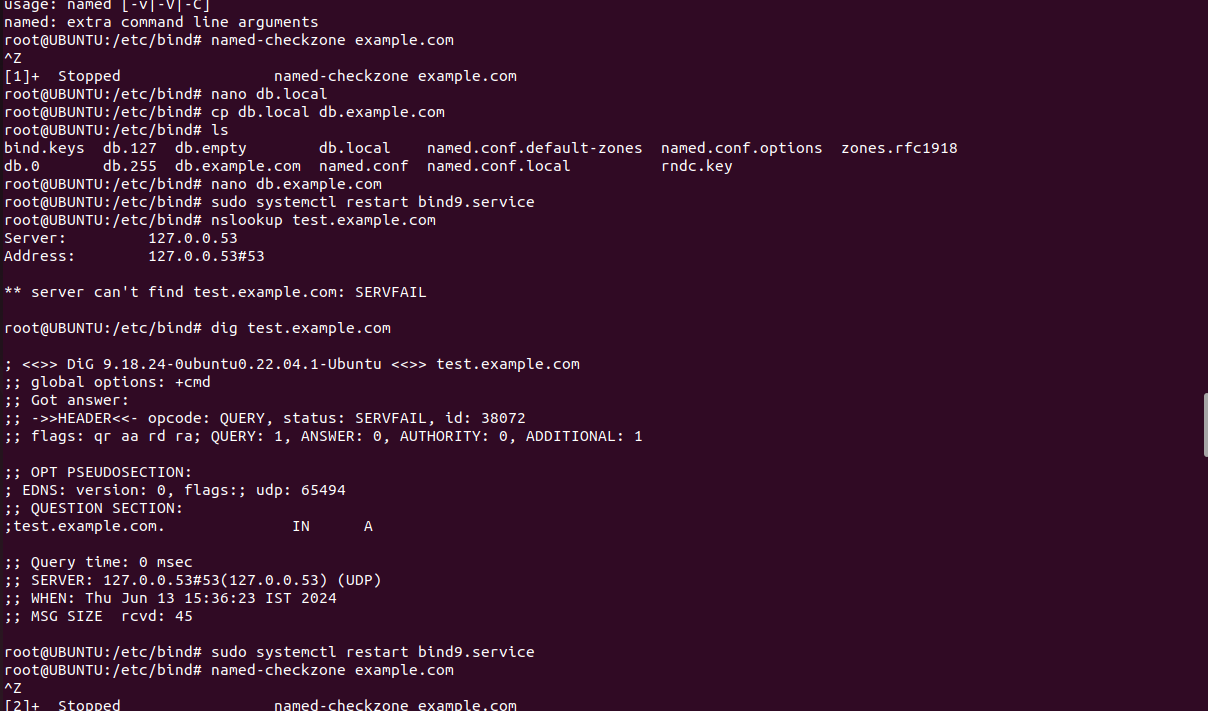 usage: named [-v|-V|-C]
named: extra command line arguments
root@UBUNTU:/etc/bind# named-checkzone example.com
^Z
[1]+  Stopped                 named-checkzone example.com
root@UBUNTU:/etc/bind# nano db.local
root@UBUNTU:/etc/bind# cp db.local db.example.com
root@UBUNTU:/etc/bind# ls
bind.keys  db.127  db.empty        db.local    named.conf.default-zones  named.conf.options  zones.rfc1918
db.0       db.255  db.example.com  named.conf  named.conf.local          rndc.key
root@UBUNTU:/etc/bind# nano db.example.com
root@UBUNTU:/etc/bind# sudo systemctl restart bind9.service
root@UBUNTU:/etc/bind# nslookup test.example.com
Server:         127.0.0.53
Address:        127.0.0.53#53
** server can't find test.example.com: SERVFAIL
root@UBUNTU:/etc/bind# dig test.example.com
; <<>> DiG 9.18.24-0ubuntu0.22.04.1-Ubuntu <<>> test.example.com
;; global options: +cmd
;; Got answer:
;; ->>HEADER<<- opcode: QUERY, status: SERVFAIL, id: 38072
;; flags: qr aa rd ra; QUERY: 1, ANSWER: 0, AUTHORITY: 0, ADDITIONAL: 1
;; OPT PSEUDOSECTION:
; EDNS: version: 0, flags:; udp: 65494
;; QUESTION SECTION:
;test.example.com.              IN      A
;; Query time: 0 msec
;; SERVER: 127.0.0.53#53(127.0.0.53) (UDP)
;; WHEN: Thu Jun 13 15:36:23 IST 2024
;; MSG SIZE  rcvd: 45
root@UBUNTU:/etc/bind# sudo systemctl restart bind9.service
root@UBUNTU:/etc/bind# named-checkzone example.com
^Z
[2]+  Stopped                 named-checkzone example.com